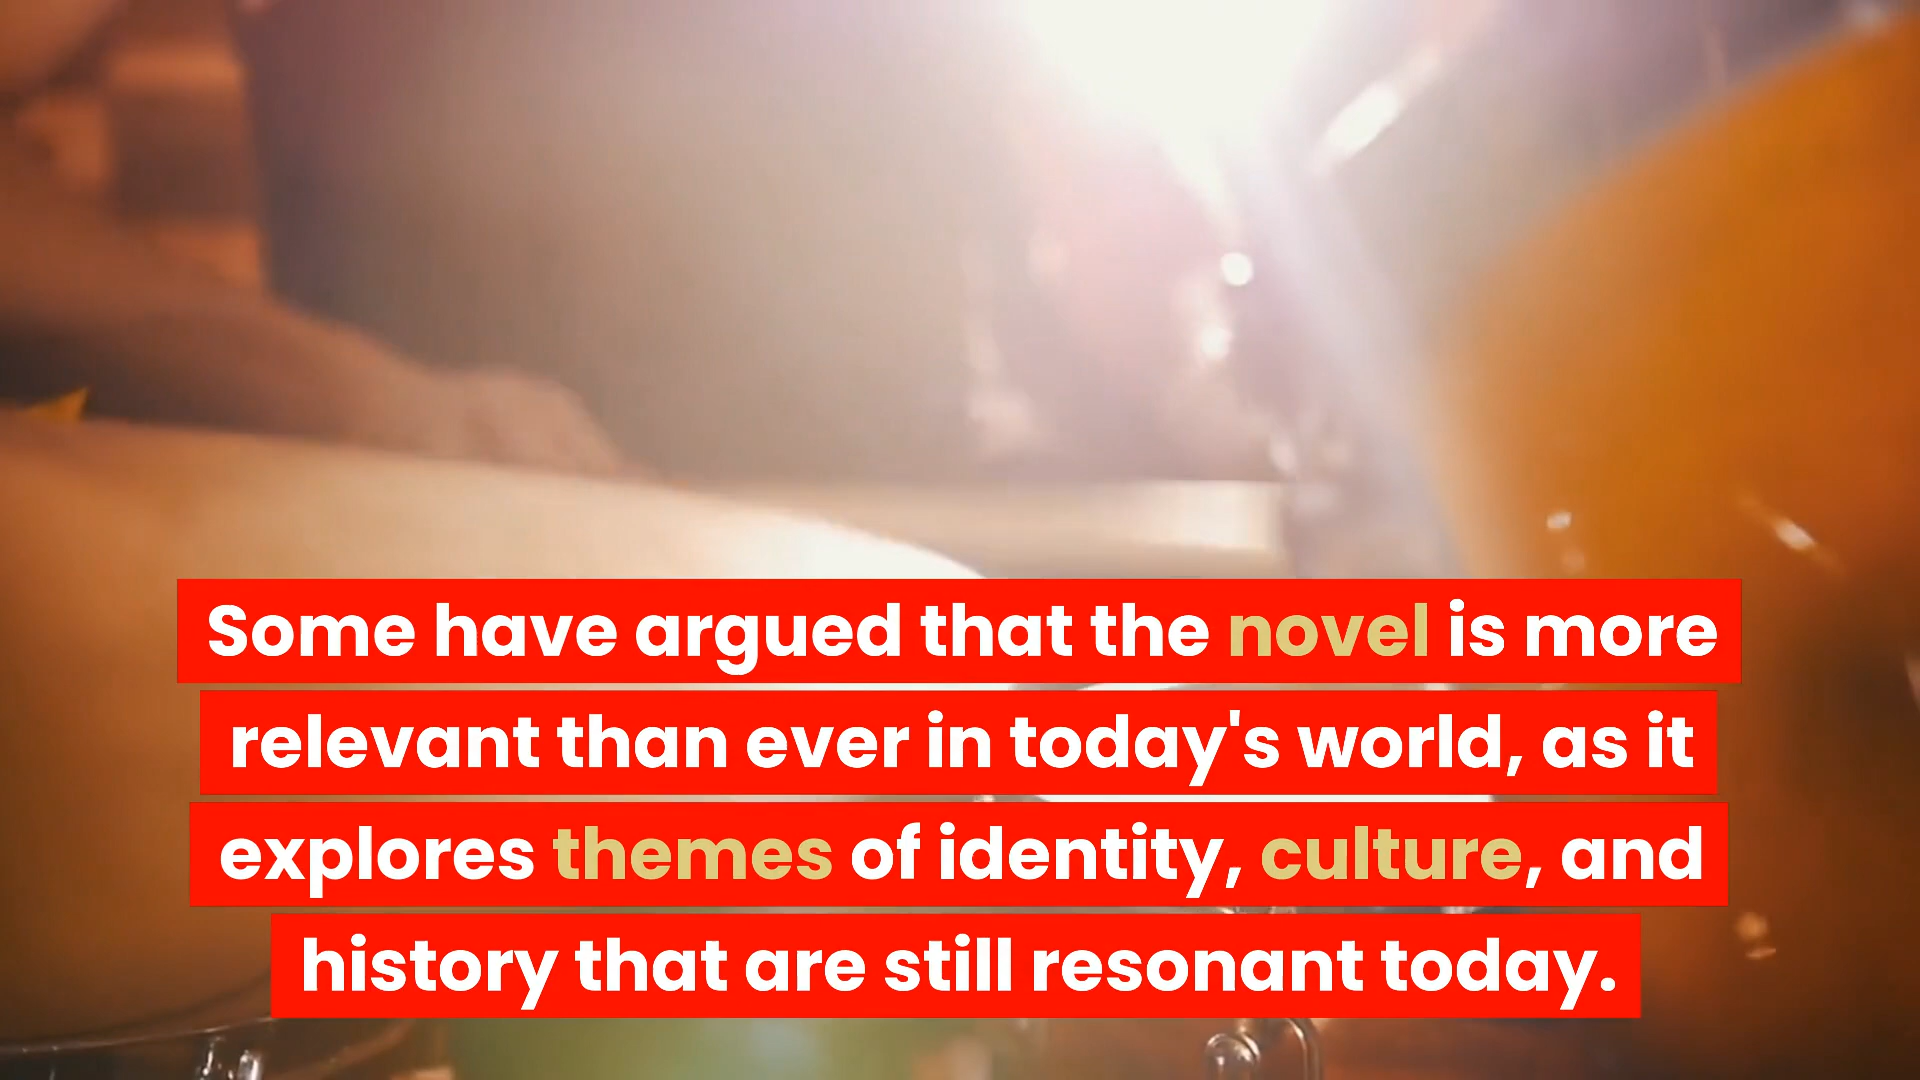 Some have argued that the novel is more
relevant than ever in today's world, as it
explores themes of identity, culture, and
history that are still resonant today.